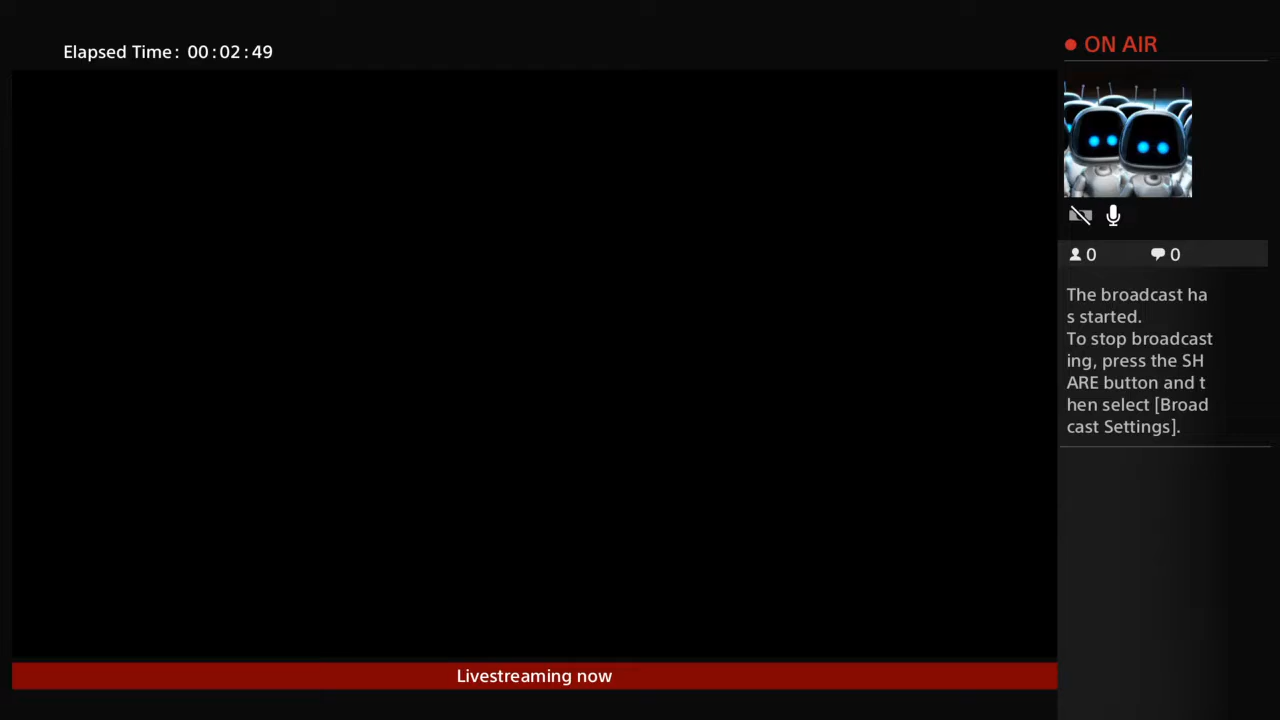 Elapsed Time: 00:02:49
ON AIR
0 0
The broadcast ha
s started.
To stop broadcast
ing, press the SH
ARE button and t
hen select [Broad
cast Settings].
Livestreaming now